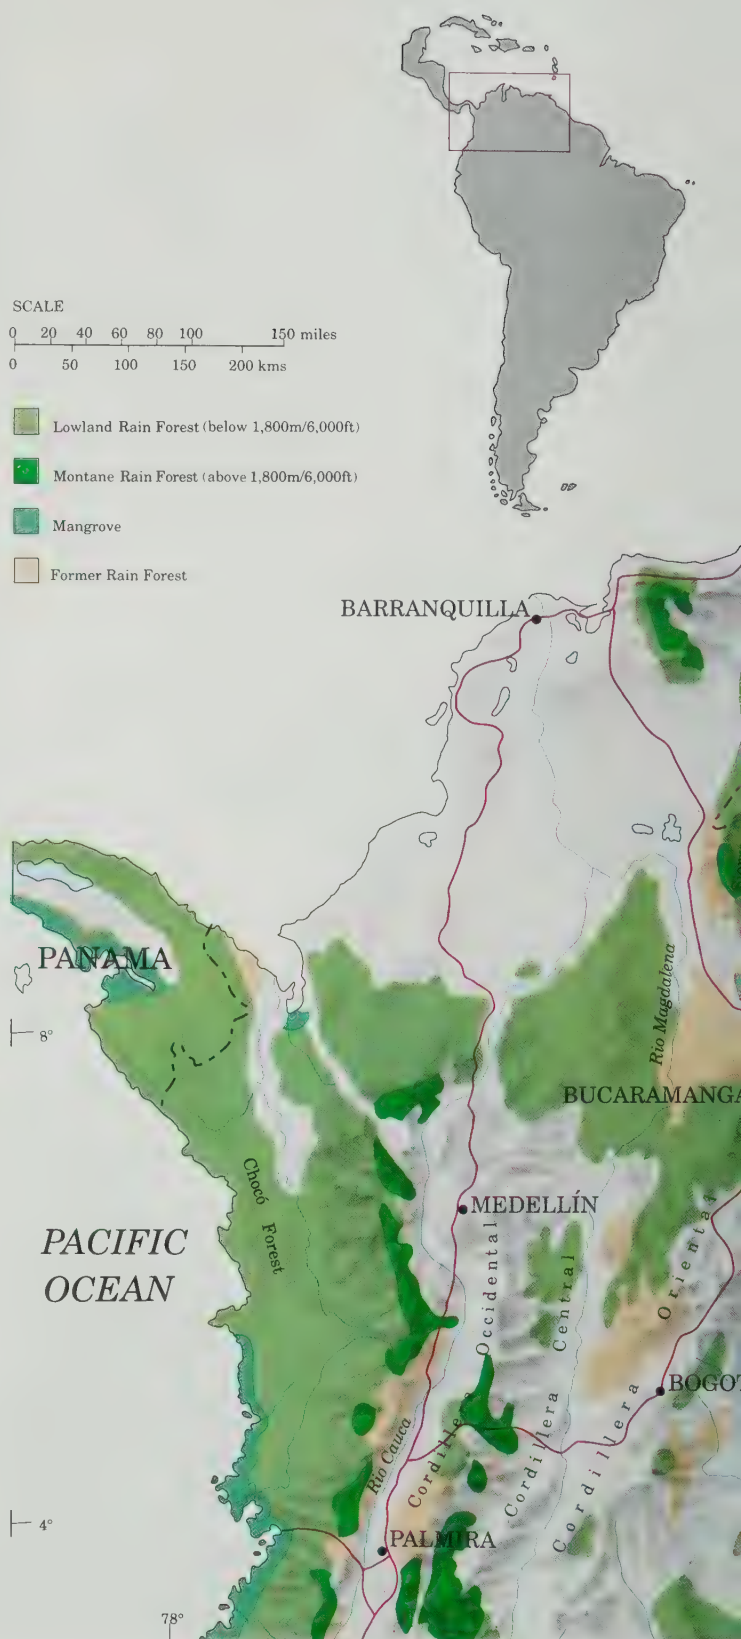 SCALE
0 20 40 60 80 100 150 miles
0 50 100 150 200 kms
Lowland Rain Forest (below 1,800m/6,000ft)
Montane Rain Forest (above 1,800m/6,000ft)
Mangrove
Former Rain Forest
BARRANQUILLA
PANAMA
Rio Magdalena
8°
BUCARAMANGA
Chocó Forest
MEDELLÍN
PACIFIC
OCEAN
Cordillera Occidental
Cordillera Central
Cordillera Oriental
BOGOT
Rio Cauca
4°
PALMIRA
78°